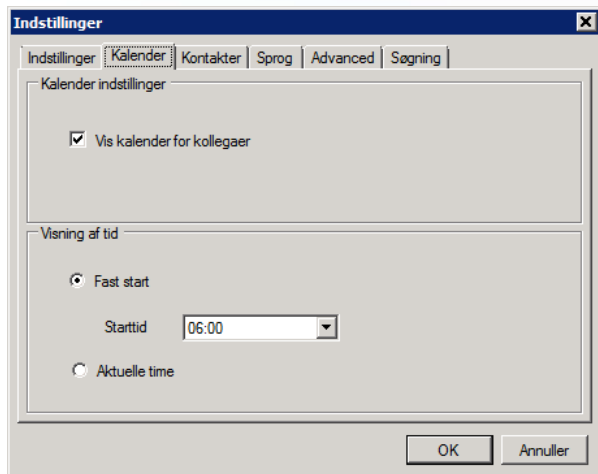 Indstillinger
Indstillinger Kalender Kontakter Sprog Advanced Søgning
Kalender indstillinger
Vis kalender for kollegaer
Visning af tid
Fast start
Starttid 06:00
Aktuelle time
OK Annuller